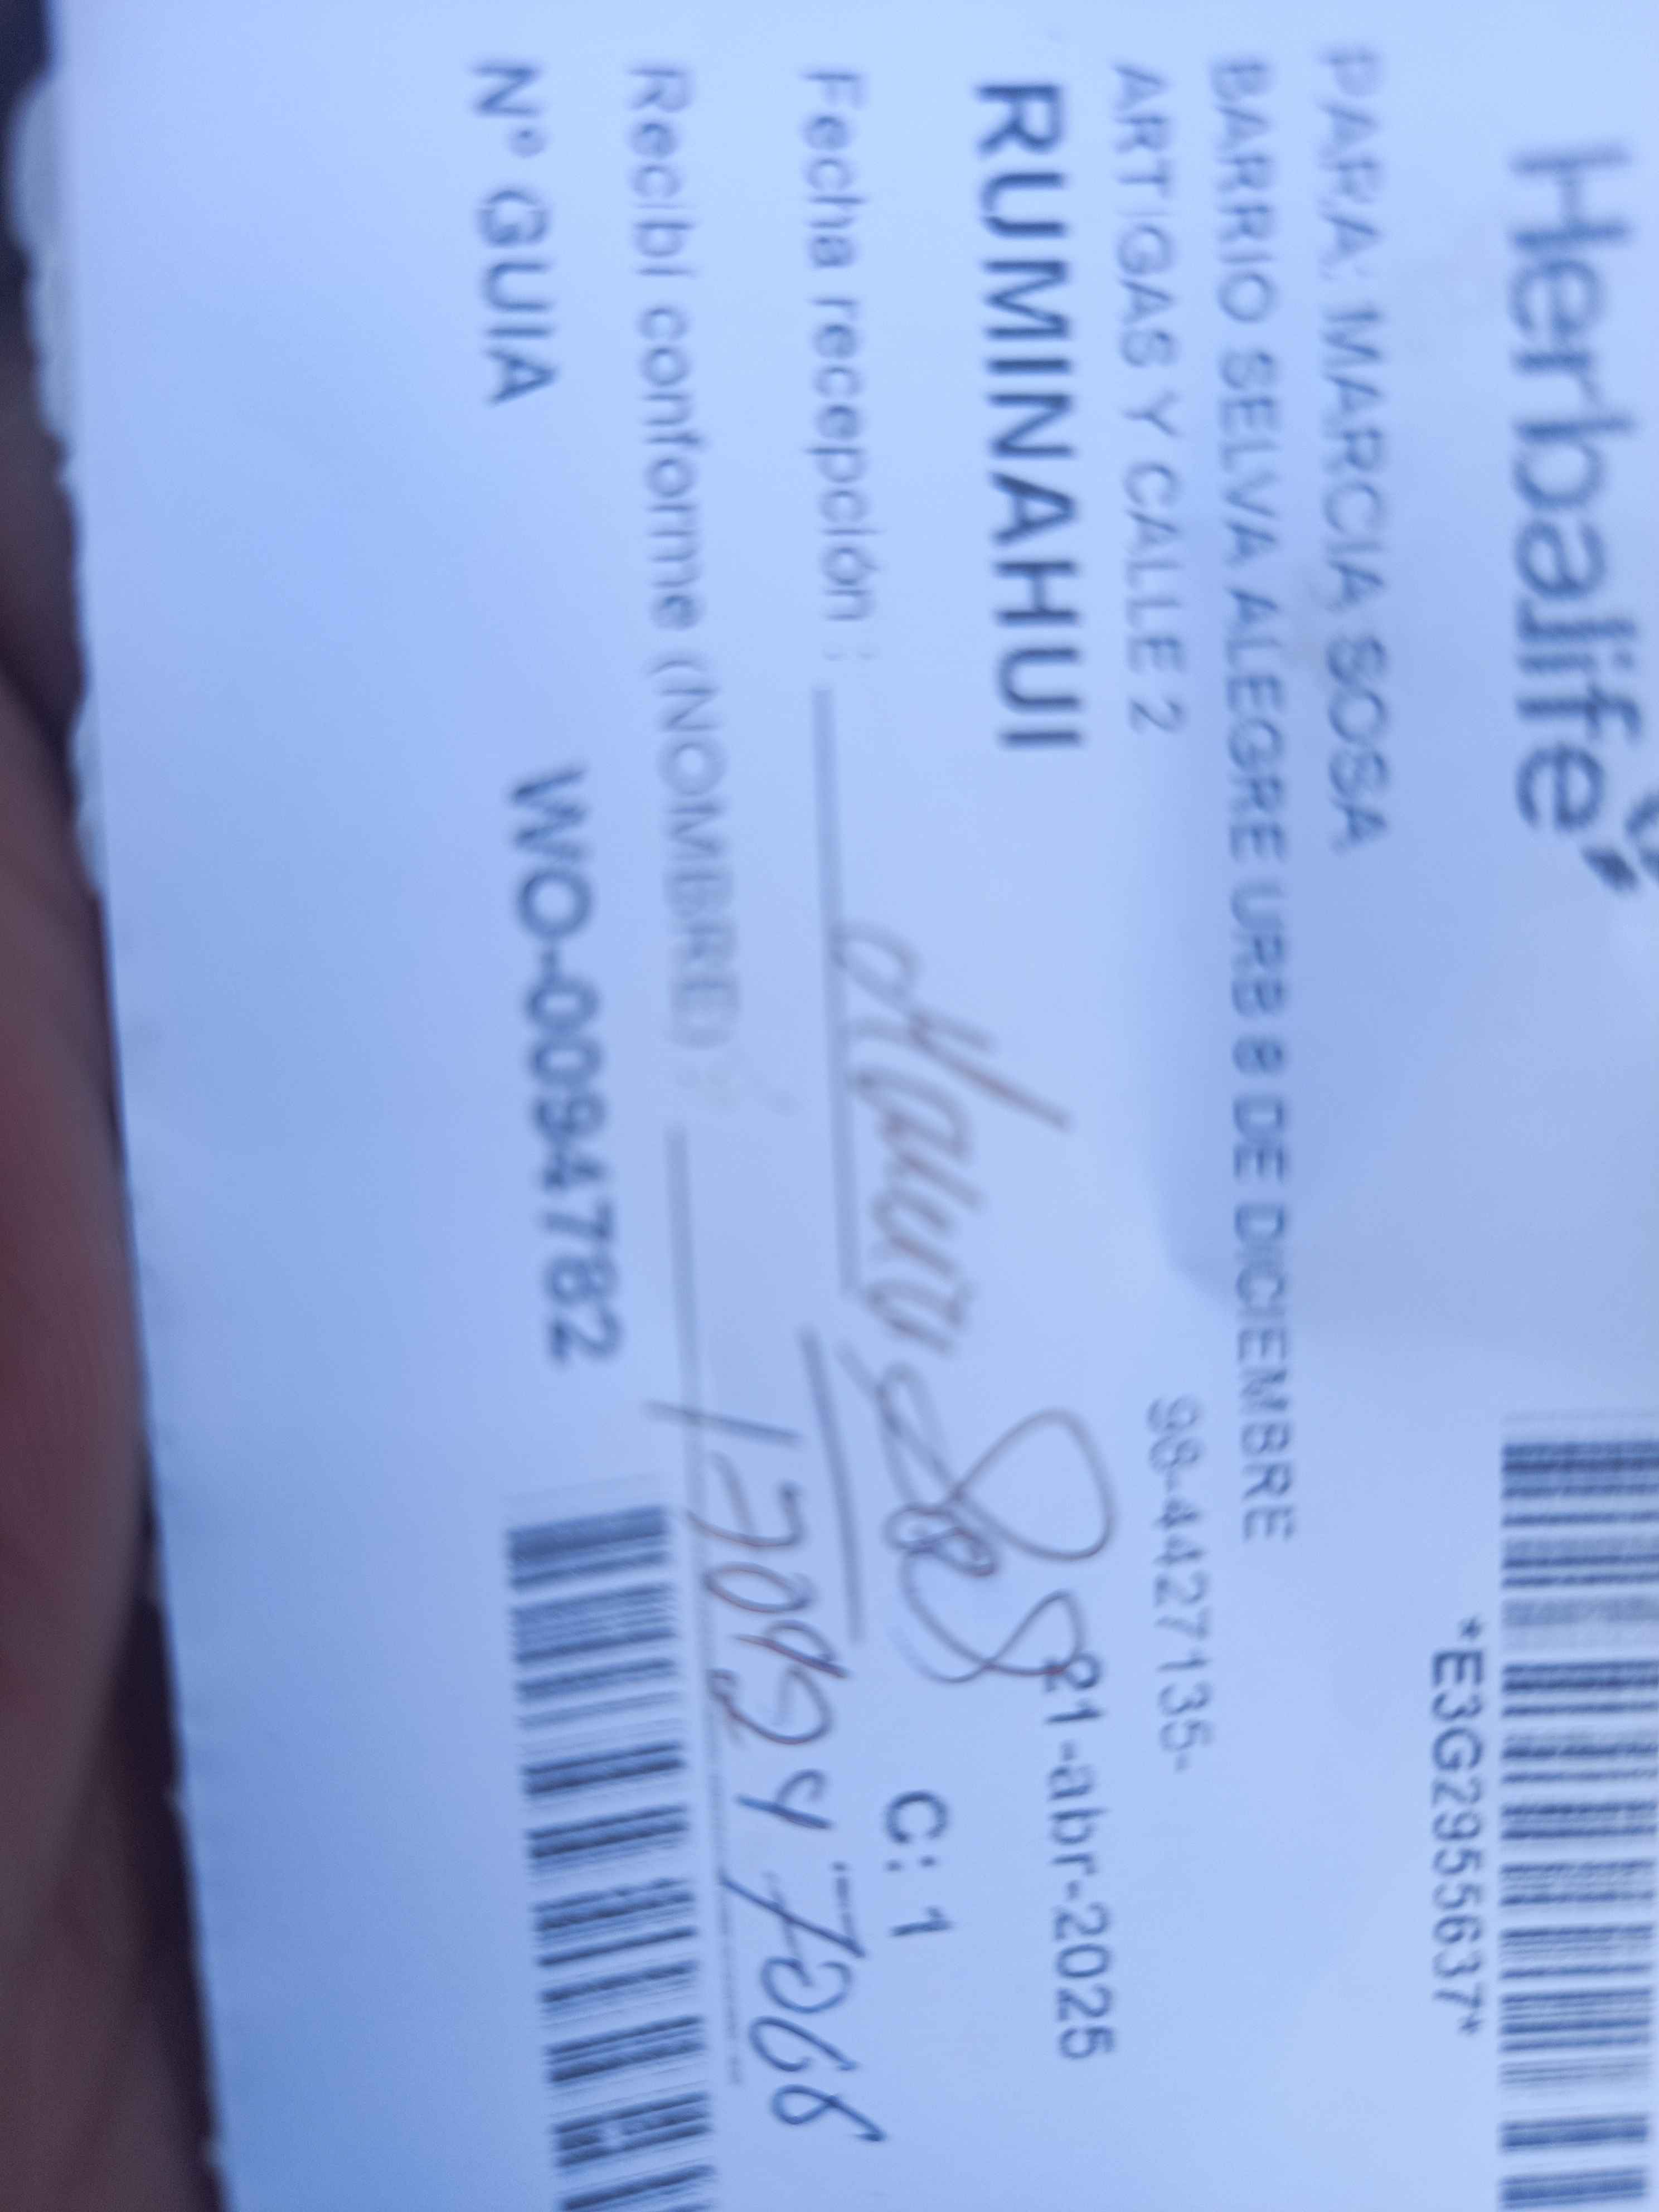 Herbalife
*E3G2955637*
PARA: MARCIA SOSA
BARRIO SELVA ALEGRE URB 8 DE DICIEMBRE
ARTIGAS Y CALLE 2 98-4427135-
RUMINAHUI 21-abr-2025
Fecha recepción : C: 1
Recibí conforme (NOMBRE) :
Nº GUIA WO-0094782